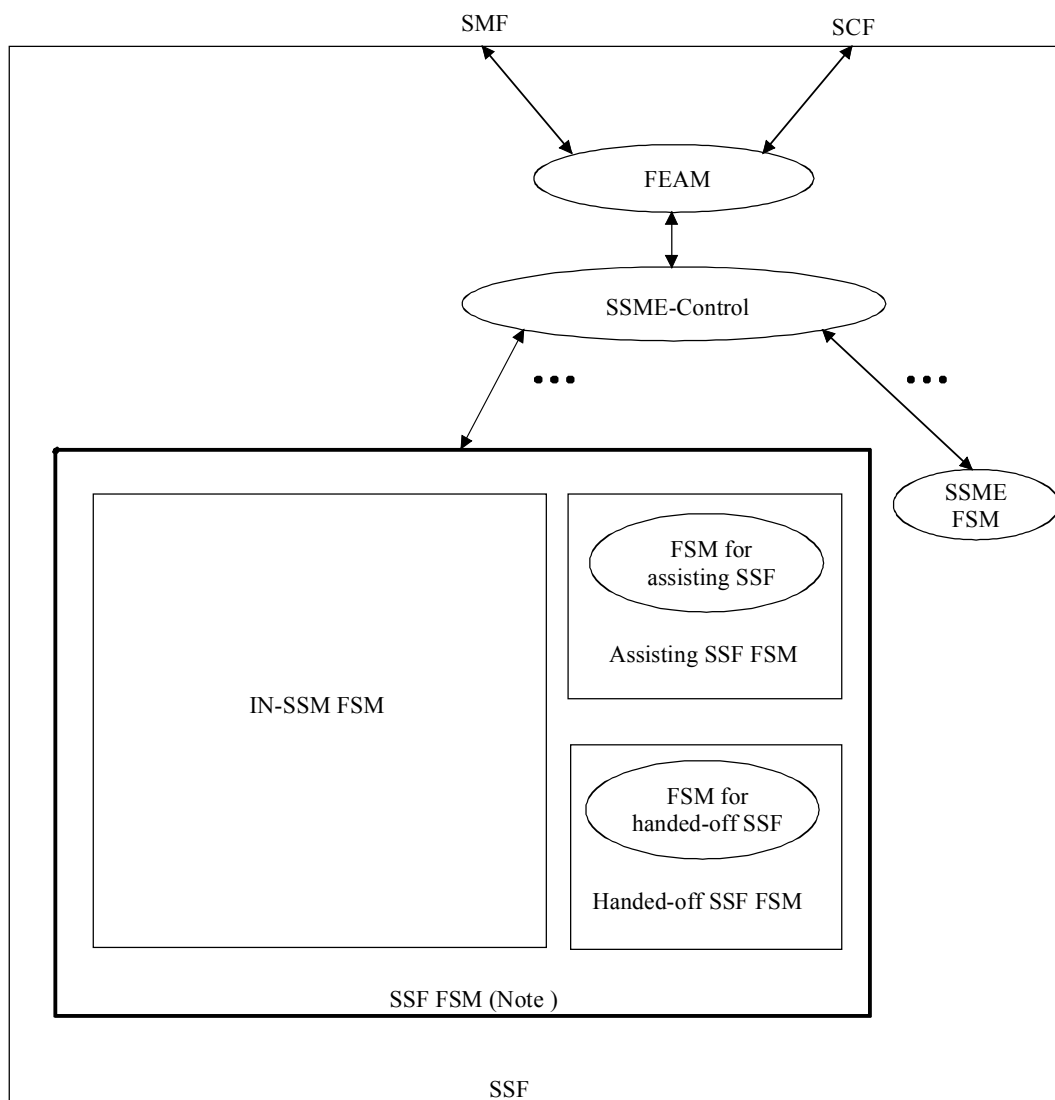 SMF
SCF
FEAM
SSME-Control
SSME
FSM
FSM for
assisting SSF
Assisting SSF FSM
IN-SSM FSM
FSM for
handed-off SSF
Handed-off SSF FSM
SSF FSM (Note )
SSF